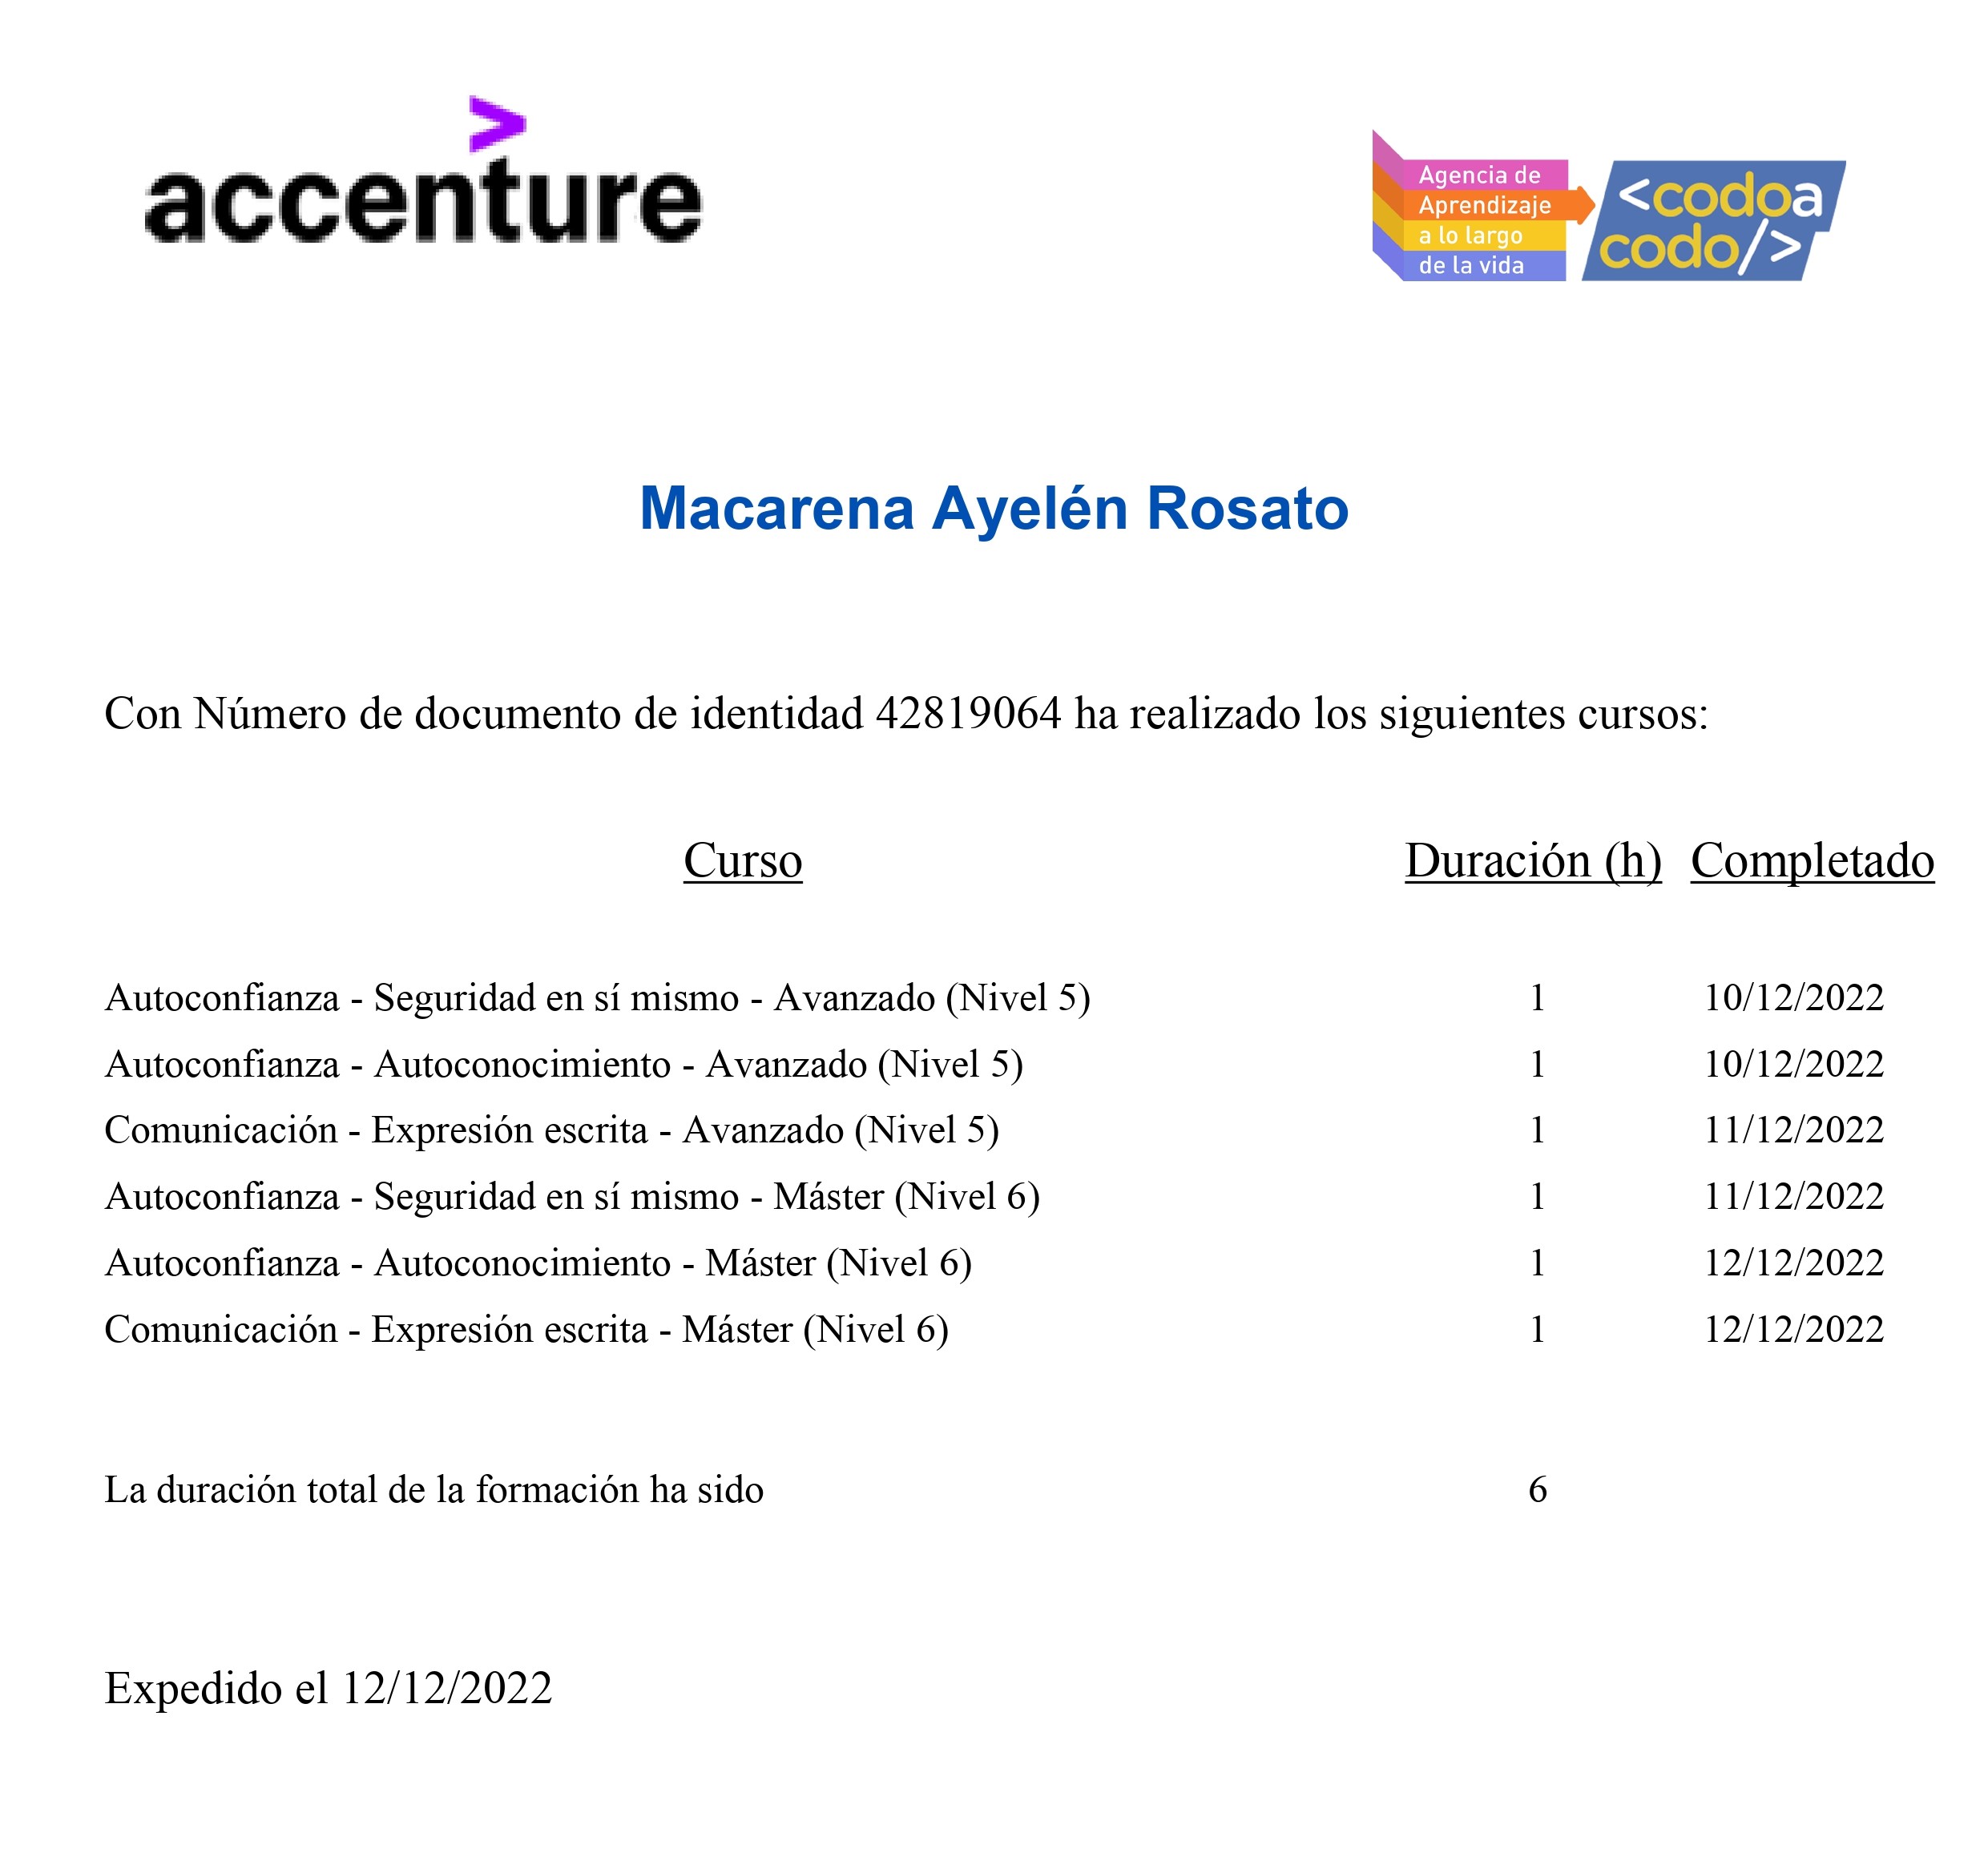 >
accenture
Agencia de
Aprendizaje
a lo largo
de la vida
<codoa
codo/>
Macarena Ayelén Rosato
Con Número de documento de identidad 42819064 ha realizado los siguientes cursos:
Curso Duración (h) Completado
Autoconfianza - Seguridad en sí mismo - Avanzado (Nivel 5) 1 10/12/2022
Autoconfianza - Autoconocimiento - Avanzado (Nivel 5) 1 10/12/2022
Comunicación - Expresión escrita - Avanzado (Nivel 5) 1 11/12/2022
Autoconfianza - Seguridad en sí mismo - Máster (Nivel 6) 1 11/12/2022
Autoconfianza - Autoconocimiento - Máster (Nivel 6) 1 12/12/2022
Comunicación - Expresión escrita - Máster (Nivel 6) 1 12/12/2022
La duración total de la formación ha sido 6
Expedido el 12/12/2022